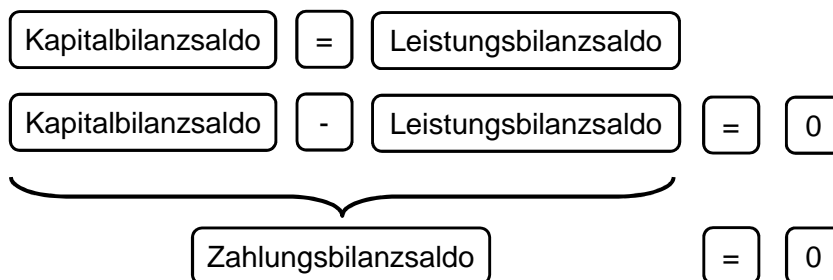 Kapitalbilanzsaldo = Leistungsbilanzsaldo
Kapitalbilanzsaldo - Leistungsbilanzsaldo = 0
Zahlungsbilanzsaldo = 0